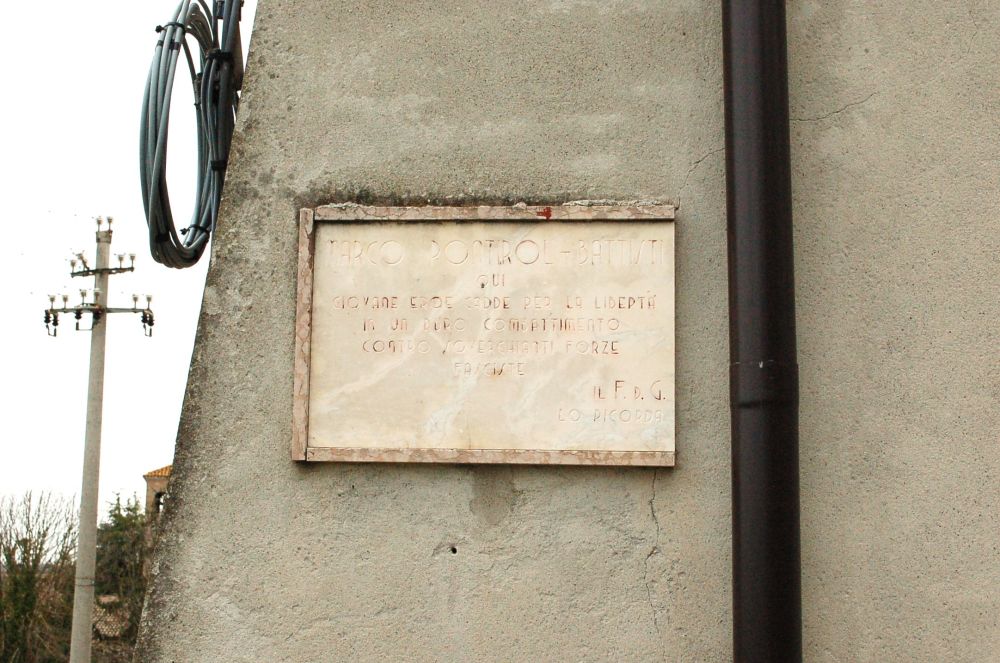 MARCO PONTIROL-BATTISTI
QUI
GIOVANE EROE CADDE PER LA LIBERTÀ
IN UN DURO COMBATTIMENTO
CONTRO SOVERCHIANTI FORZE
FASCISTE
IL F. D. G.
LO RICORDA